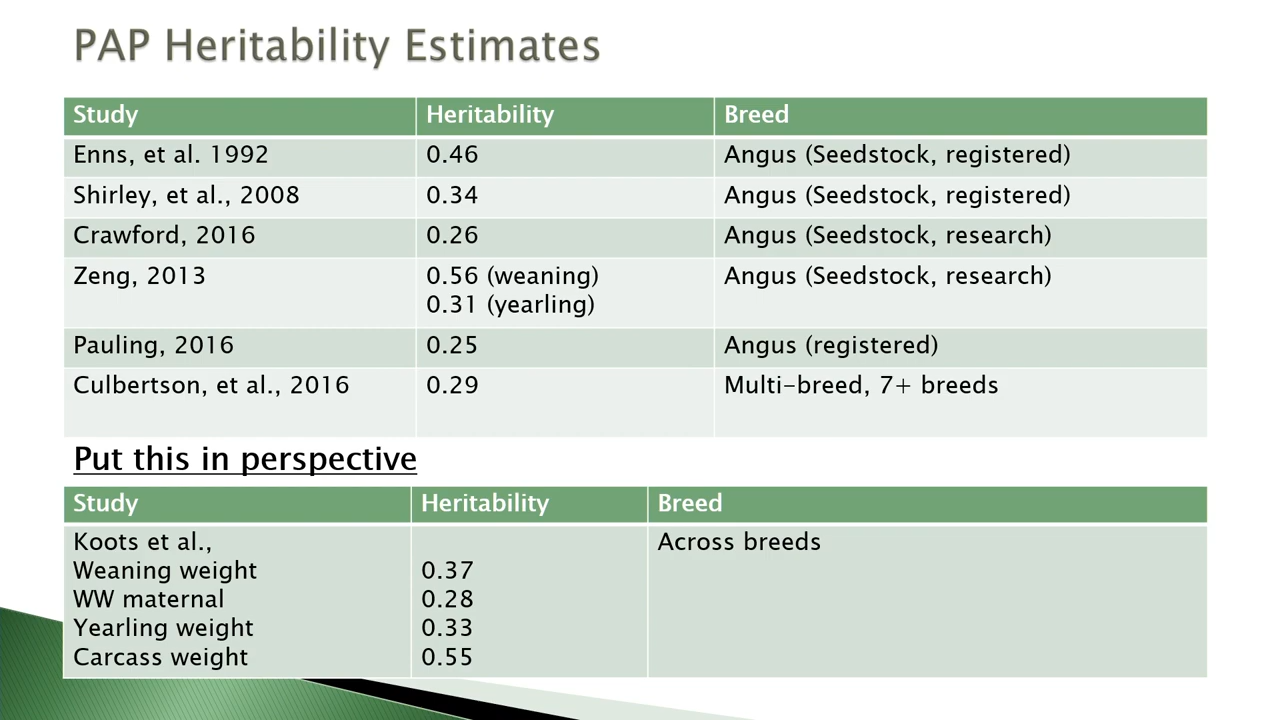 PAP Heritability Estimates
Study Heritability Breed
Enns, et al. 1992 0.46 Angus (Seedstock, registered)
Shirley, et al., 2008 0.34 Angus (Seedstock, registered)
Crawford, 2016 0.26 Angus (Seedstock, research)
Zeng, 2013 0.56 (weaning) Angus (Seedstock, research)
0.31 (yearling)
Pauling, 2016 0.25 Angus (registered)
Culbertson, et al., 2016 0.29 Multi-breed, 7+ breeds
Put this in perspective
Study Heritability Breed
Koots et al., Across breeds
Weaning weight 0.37
WW maternal 0.28
Yearling weight 0.33
Carcass weight 0.55